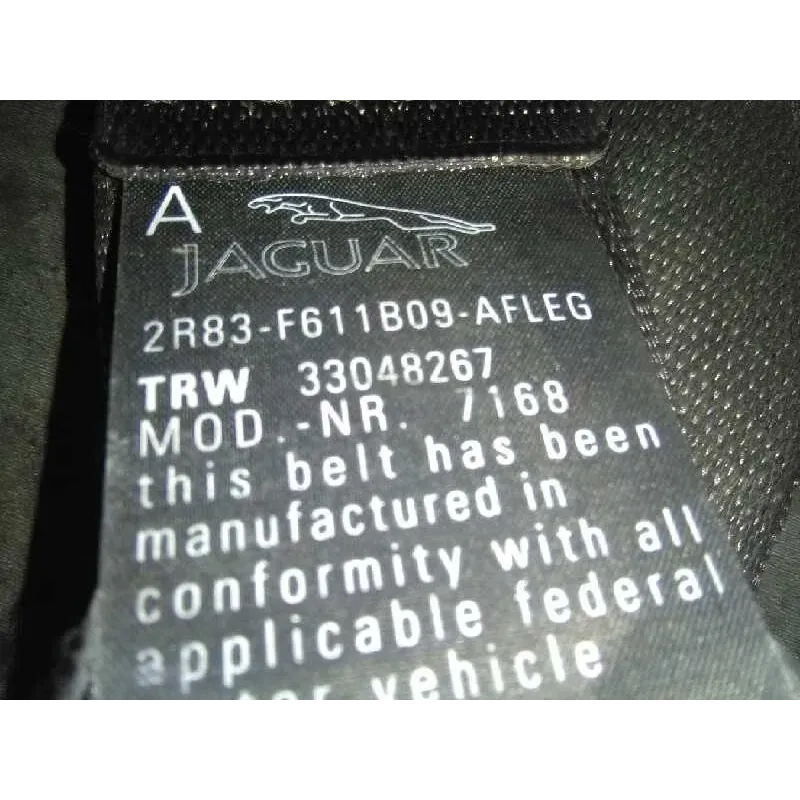 A
JAGUAR
2R83-F611B09-AFLEG
TRW 33048267
MOD.-NR. 7168
this belt has been
manufactured in
conformity with all
applicable federal
vehicle